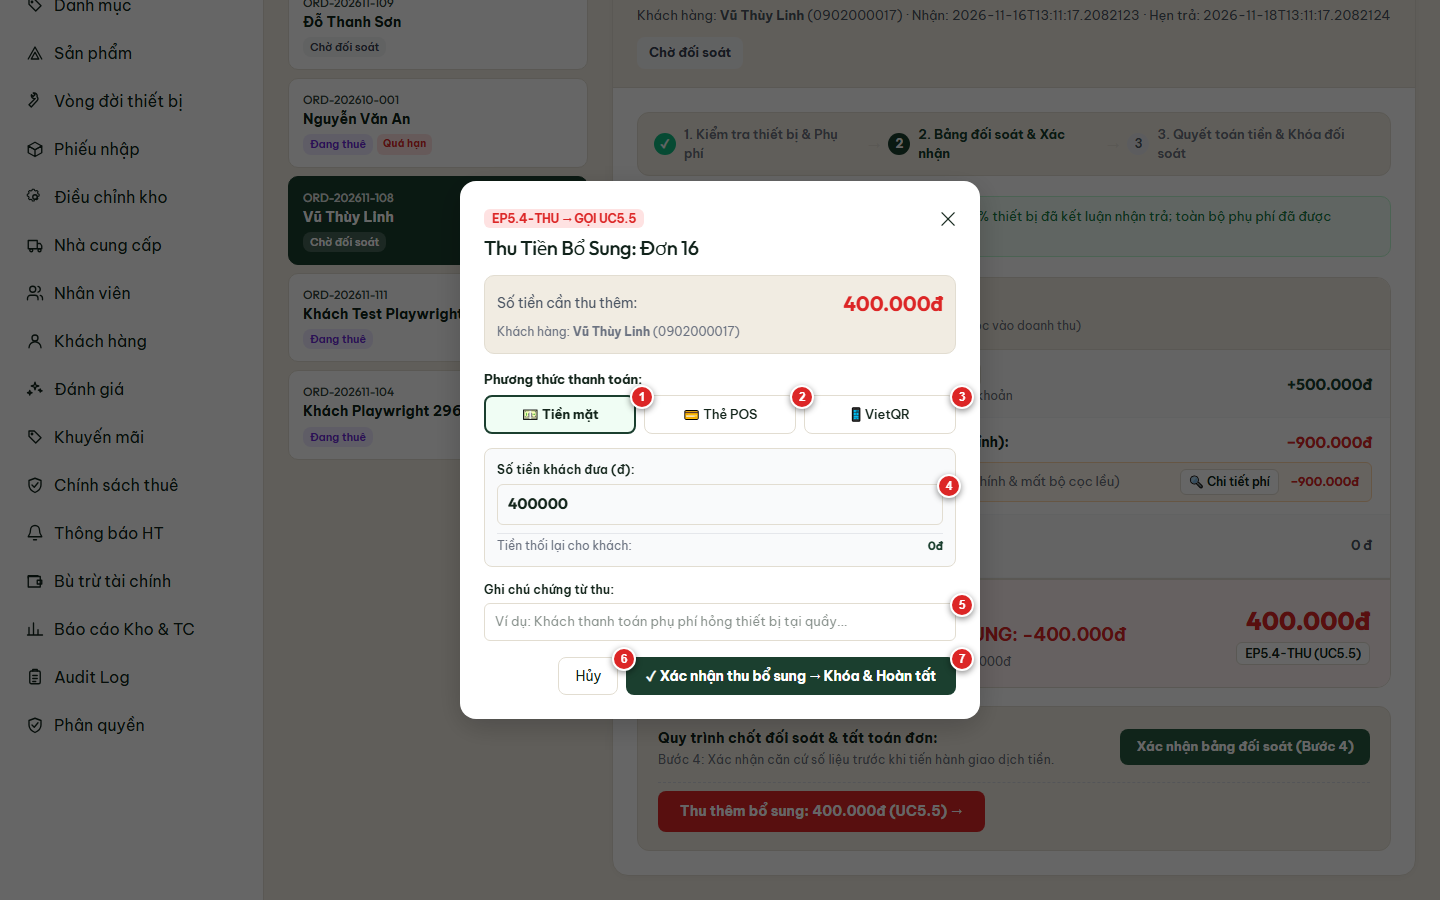 Danh mục
Sản phẩm
Vòng đời thiết bị
Phiếu nhập
Điều chỉnh kho
Nhà cung cấp
Nhân viên
Khách hàng
Đánh giá
Khuyến mãi
Chính sách thuê
Thông báo HT
Bù trừ tài chính
Báo cáo Kho & TC
Audit Log
Phân quyền
ORD-202611-109
Đỗ Thanh Sơn
Chờ đối soát
ORD-202610-001
Nguyễn Văn An
Đang thuê Quá hạn
ORD-202611-108
Vũ Thùy Linh
Chờ đối soát
ORD-202611-111
Khách Test Playwright
Đang thuê
ORD-202611-104
Khách Playwright 296
Đang thuê
Khách hàng: Vũ Thùy Linh (0902000017) · Nhận: 2026-11-16T13:11:17.2082123 · Hẹn trả: 2026-11-18T13:11:17.2082124
Chờ đối soát
1. Kiểm tra thiết bị & Phụ phí
2
2. Bảng đối soát & Xác nhận
3
3. Quyết toán tiền & Khóa đối soát
% thiết bị đã kết luận nhận trả; toàn bộ phụ phí đã được
vào doanh thu)
+500.000đ
khoản
−900.000đ
& mất bộ cọc lều)
🔍 Chi tiết phí
−900.000đ
0 đ
−400.000đ
400.000đ
EP5.4-THU (UC5.5)
Quy trình chốt đối soát & tất toán đơn:
Bước 4: Xác nhận căn cứ số liệu trước khi tiến hành giao dịch tiền.
Xác nhận bảng đối soát (Bước 4)
Thu thêm bổ sung: 400.000đ (UC5.5) →
EP5.4-THU → GỌI UC5.5
Thu Tiền Bổ Sung: Đơn 16
Số tiền cần thu thêm: 400.000đ
Khách hàng: Vũ Thùy Linh (0902000017)
Phương thức thanh toán:
💵 Tiền mặt 1
💳 Thẻ POS 2
📱 VietQR 3
Số tiền khách đưa (đ):
400000 4
Tiền thối lại cho khách: 0đ
Ghi chú chứng từ thu:
Ví dụ: Khách thanh toán phụ phí hỏng thiết bị tại quầy... 5
Hủy 6
✓ Xác nhận thu bổ sung → Khóa & Hoàn tất 7